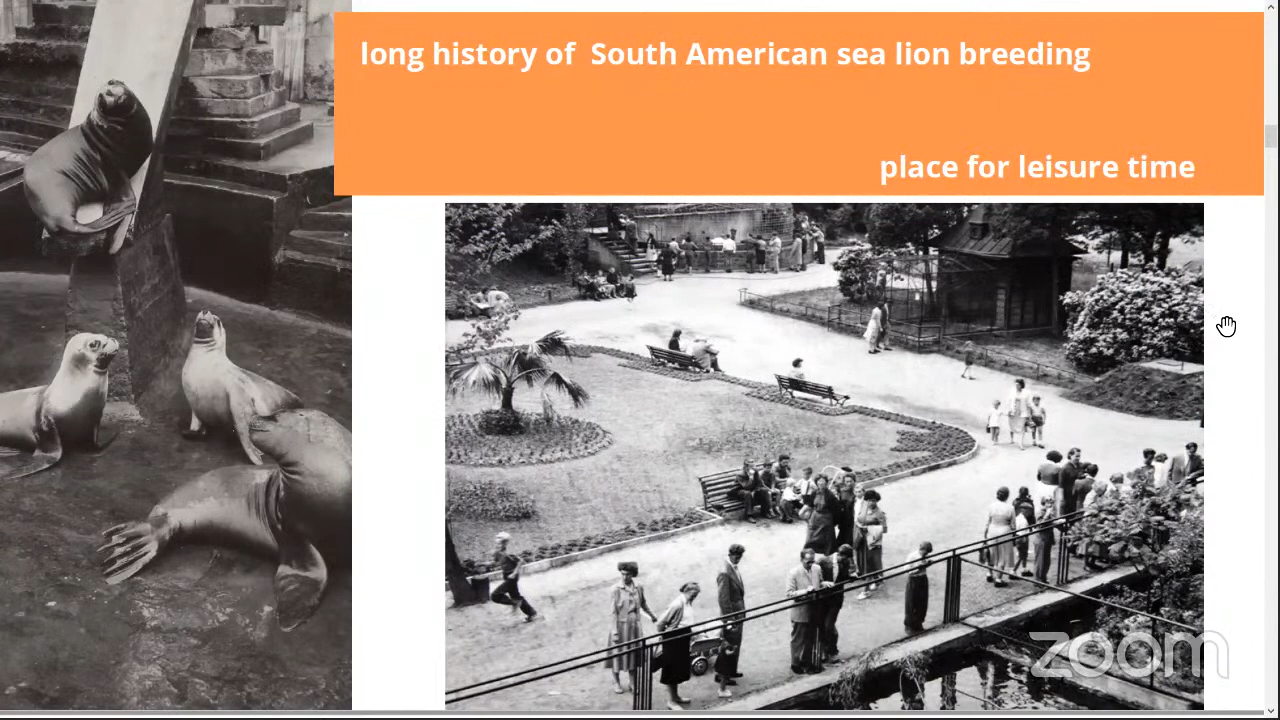 long history of South American sea lion breeding
place for leisure time
zoom